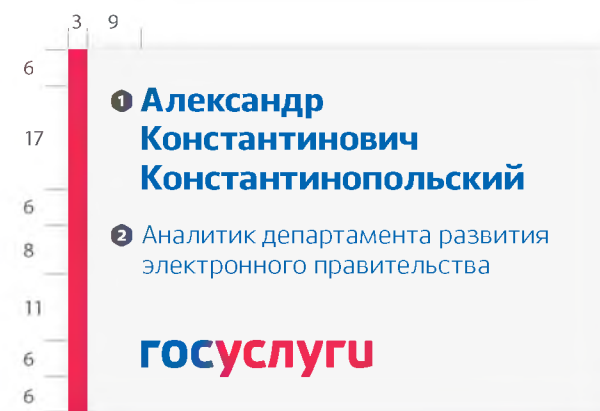 3 9
6
17
6
8
11
6
6
1 Александр
Константинович
Константинопольский
2 Аналитик департамента развития
электронного правительства
госуслуги